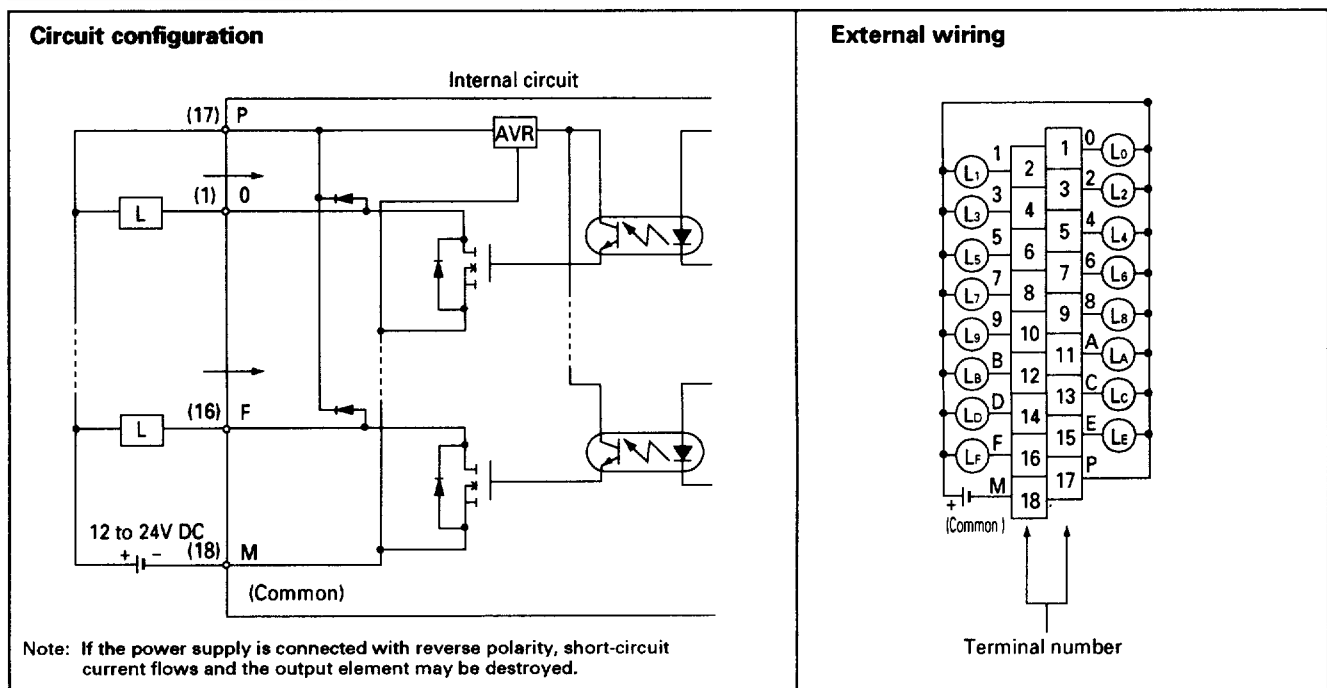 Circuit configuration
Internal circuit
(17) P
AVR
(1) 0
L
(16) F
L
12 to 24V DC
+ − (18) M
(Common)
Note: If the power supply is connected with reverse polarity, short-circuit
current flows and the output element may be destroyed.
External wiring
1 0 L0
L1 1 2
3 2 L2
L3 3 4
5 4 L4
L5 5 6
7 6 L6
L7 7 8
9 8 L8
L9 9 10
11 A LA
LB B 12
13 C LC
LD D 14
15 E LE
LF F 16
17 P
+ M 18
(Common)
Terminal number